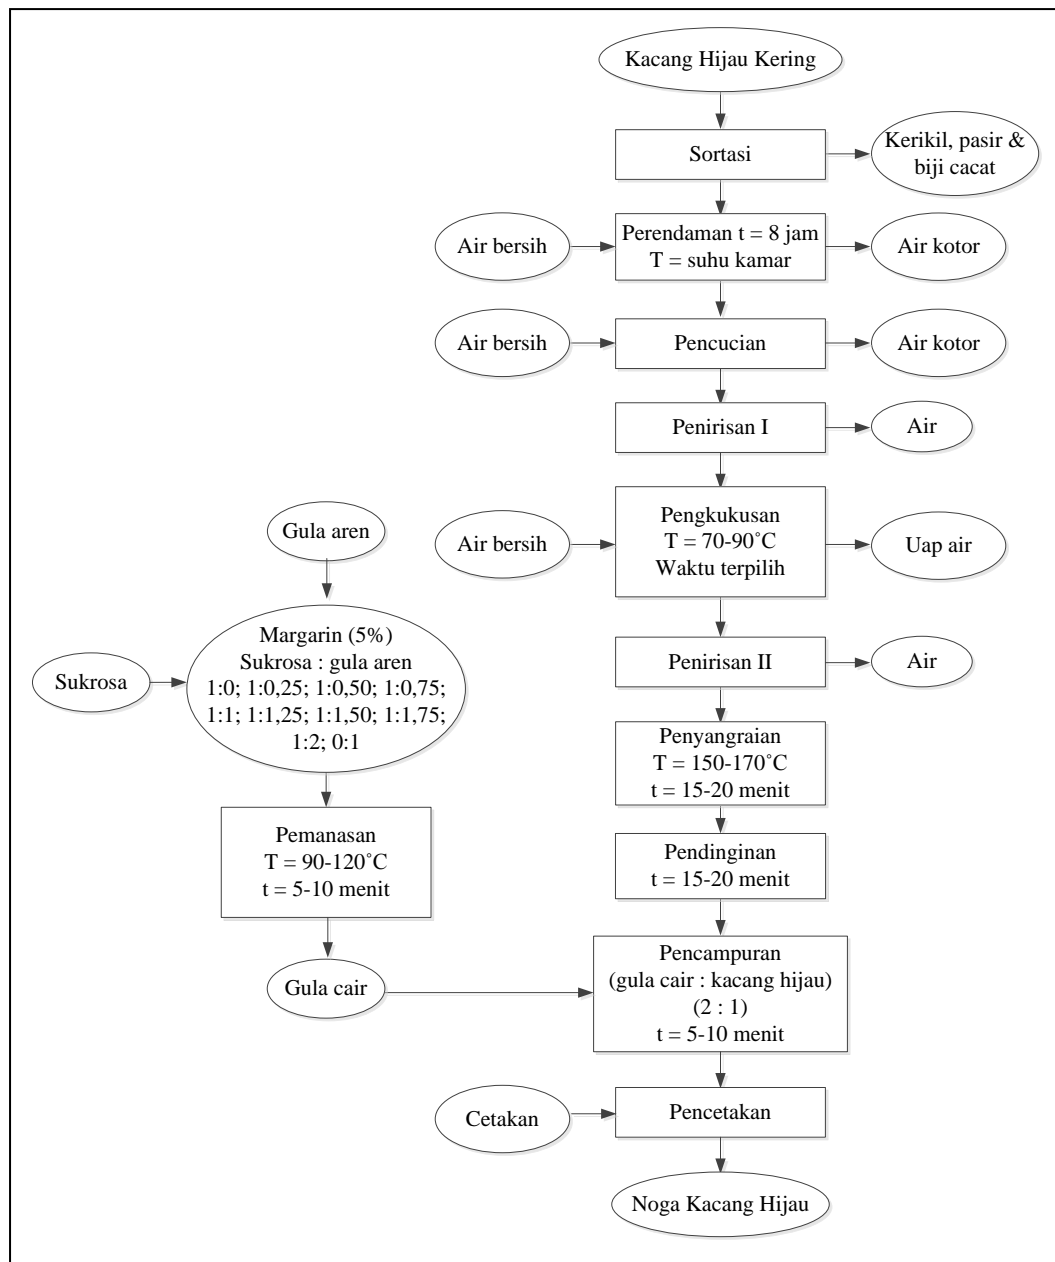 Kacang Hijau Kering
Sortasi
Kerikil, pasir &
biji cacat
Air bersih
Perendaman t = 8 jam
T = suhu kamar
Air kotor
Air bersih
Pencucian
Air kotor
Penirisan I
Air
Gula aren
Air bersih
Pengkukusan
T = 70-90˚C
Waktu terpilih
Uap air
Sukrosa
Margarin (5%)
Sukrosa : gula aren
1:0; 1:0,25; 1:0,50; 1:0,75;
1:1; 1:1,25; 1:1,50; 1:1,75;
1:2; 0:1
Penirisan II
Air
Penyangraian
T = 150-170˚C
t = 15-20 menit
Pemanasan
T = 90-120˚C
t = 5-10 menit
Pendinginan
t = 15-20 menit
Gula cair
Pencampuran
(gula cair : kacang hijau)
(2 : 1)
t = 5-10 menit
Cetakan
Pencetakan
Noga Kacang Hijau